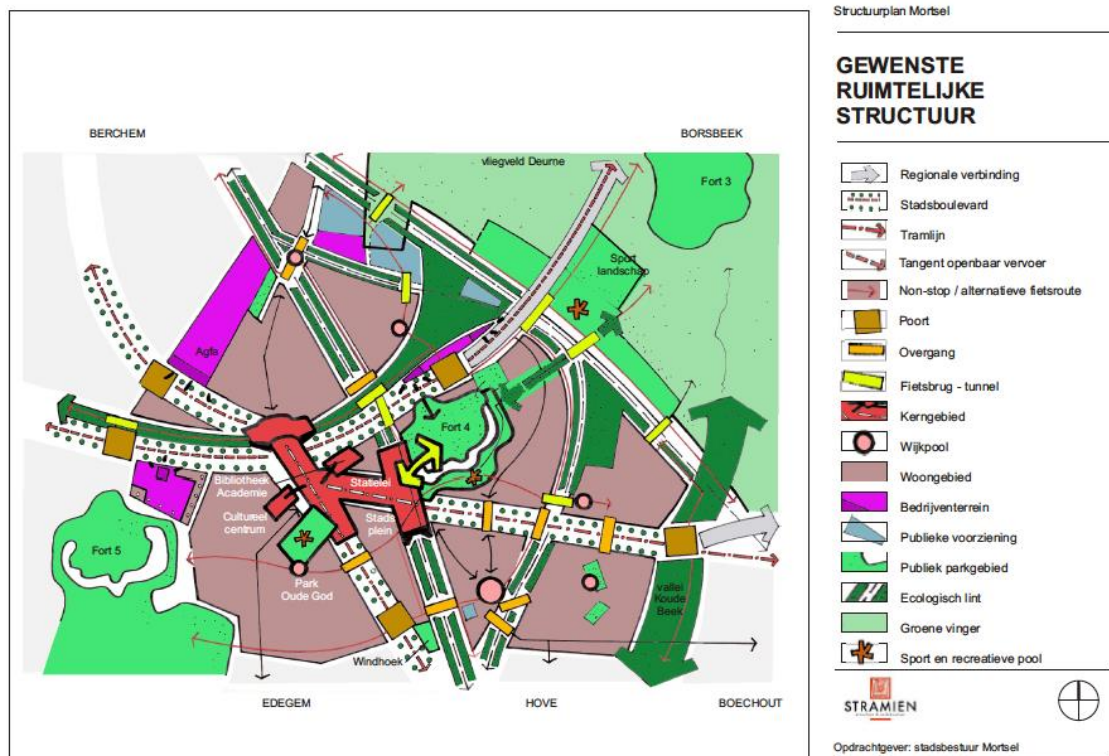 Structuurplan Mortsel
GEWENSTE
RUIMTELIJKE
STRUCTUUR
BERCHEM
BORSBEEK
vliegveld Deurne
Fort 3
Sport
landschap
Agfa
Fort 4
Bibliotheek
Academie
Statielei
Cultureel
centrum
Stads
plein
Fort 5
Park
Oude God
vallei
Koude
Beek
Windhoek
EDEGEM
HOVE
BOECHOUT
Regionale verbinding
Stadsboulevard
Tramlijn
Tangent openbaar vervoer
Non-stop / alternatieve fietsroute
Poort
Overgang
Fietsbrug - tunnel
Kerngebied
Wijkpool
Woongebied
Bedrijventerrein
Publieke voorziening
Publiek parkgebied
Ecologisch lint
Groene vinger
Sport en recreatieve pool
STRAMIEN
Opdrachtgever: stadsbestuur Mortsel